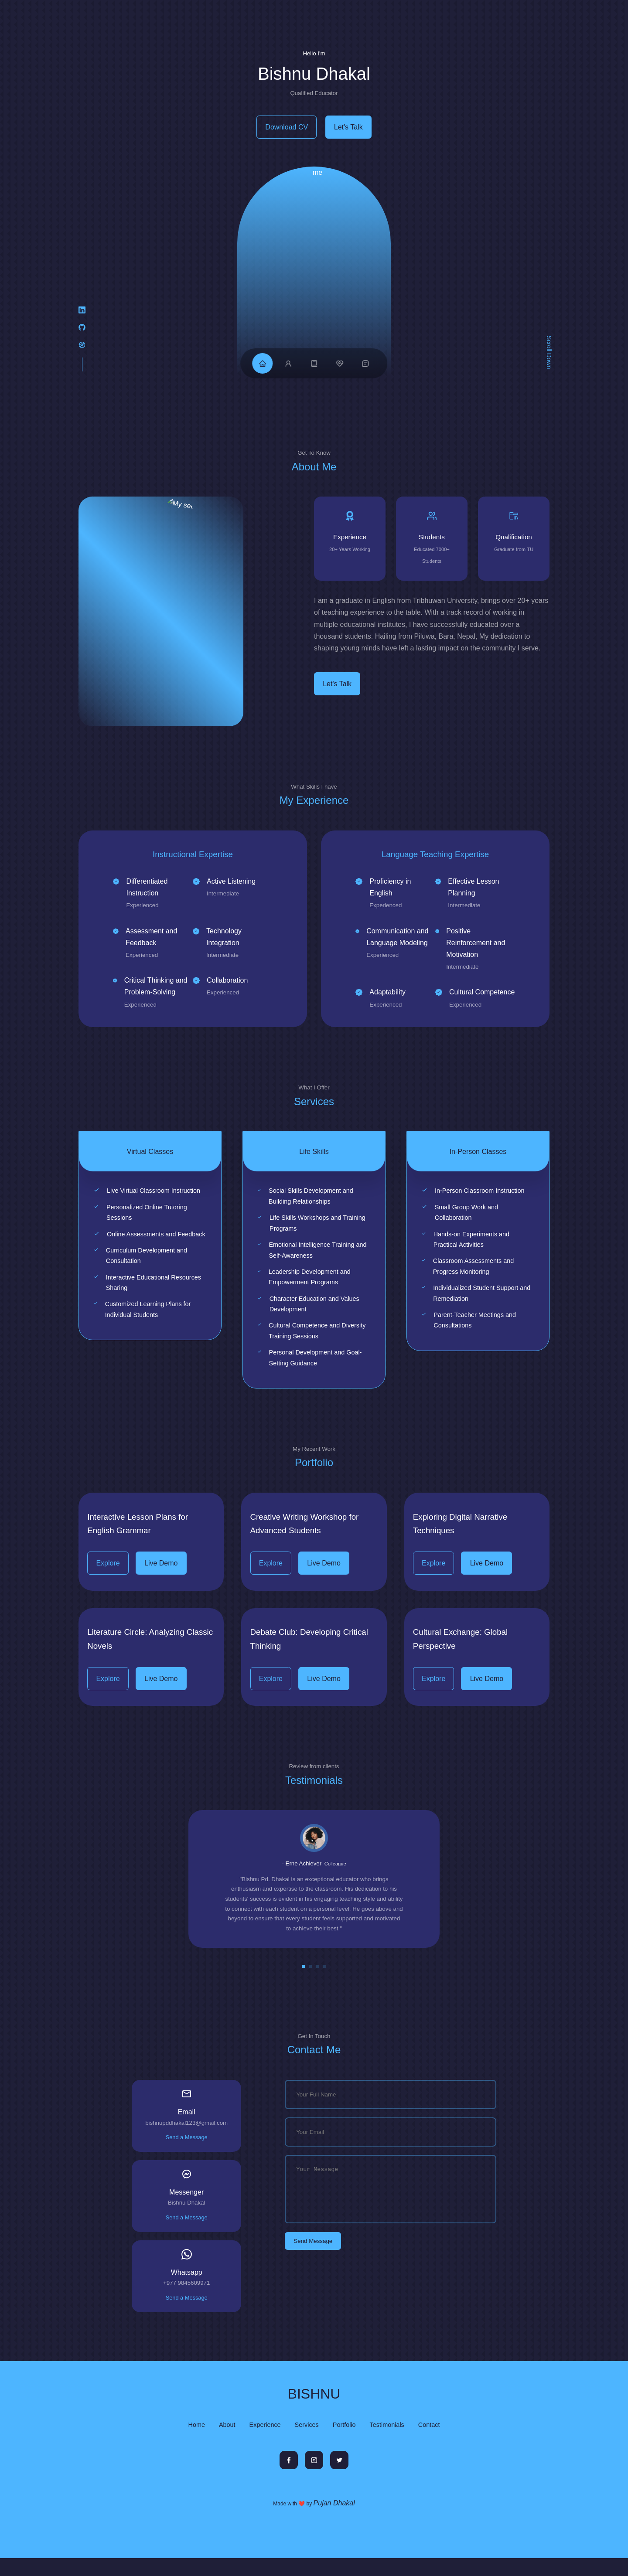 Hello I'm
Bishnu Dhakal
Qualified Educator
Download CV
Let's Talk
me
Scroll Down
Get To Know
About Me
Experience
20+ Years Working
Students
Educated 7000+
Students
Qualification
Graduate from TU
I am a graduate in English from Tribhuwan University, brings over 20+ years
of teaching experience to the table. With a track record of working in
multiple educational institutes, I have successfully educated over a
thousand students. Hailing from Piluwa, Bara, Nepal, My dedication to
shaping young minds have left a lasting impact on the community I serve.
Let's Talk
What Skills I have
My Experience
Instructional Expertise
Differentiated
Instruction
Experienced
Active Listening
Intermediate
Assessment and
Feedback
Experienced
Technology
Integration
Intermediate
Critical Thinking and
Problem-Solving
Experienced
Collaboration
Experienced
Language Teaching Expertise
Proficiency in
English
Experienced
Effective Lesson
Planning
Intermediate
Communication and
Language Modeling
Experienced
Positive
Reinforcement and
Motivation
Intermediate
Adaptability
Experienced
Cultural Competence
Experienced
What I Offer
Services
Virtual Classes
Live Virtual Classroom Instruction
Personalized Online Tutoring
Sessions
Online Assessments and Feedback
Curriculum Development and
Consultation
Interactive Educational Resources
Sharing
Customized Learning Plans for
Individual Students
Life Skills
Social Skills Development and
Building Relationships
Life Skills Workshops and Training
Programs
Emotional Intelligence Training and
Self-Awareness
Leadership Development and
Empowerment Programs
Character Education and Values
Development
Cultural Competence and Diversity
Training Sessions
Personal Development and Goal-
Setting Guidance
In-Person Classes
In-Person Classroom Instruction
Small Group Work and
Collaboration
Hands-on Experiments and
Practical Activities
Classroom Assessments and
Progress Monitoring
Individualized Student Support and
Remediation
Parent-Teacher Meetings and
Consultations
My Recent Work
Portfolio
Interactive Lesson Plans for
English Grammar
Explore
Live Demo
Creative Writing Workshop for
Advanced Students
Explore
Live Demo
Exploring Digital Narrative
Techniques
Explore
Live Demo
Literature Circle: Analyzing Classic
Novels
Explore
Live Demo
Debate Club: Developing Critical
Thinking
Explore
Live Demo
Cultural Exchange: Global
Perspective
Explore
Live Demo
Review from clients
Testimonials
- Eme Achiever, Colleague
"Bishnu Pd. Dhakal is an exceptional educator who brings
enthusiasm and expertise to the classroom. His dedication to his
students' success is evident in his engaging teaching style and ability
to connect with each student on a personal level. He goes above and
beyond to ensure that every student feels supported and motivated
to achieve their best."
Get In Touch
Contact Me
Email
bishnupddhakal123@gmail.com
Send a Message
Messenger
Bishnu Dhakal
Send a Message
Whatsapp
+977 9845609971
Send a Message
Your Full Name
Your Email
Your Message
Send Message
BISHNU
Home
About
Experience
Services
Portfolio
Testimonials
Contact
Made with ❤️ by Pujan Dhakal